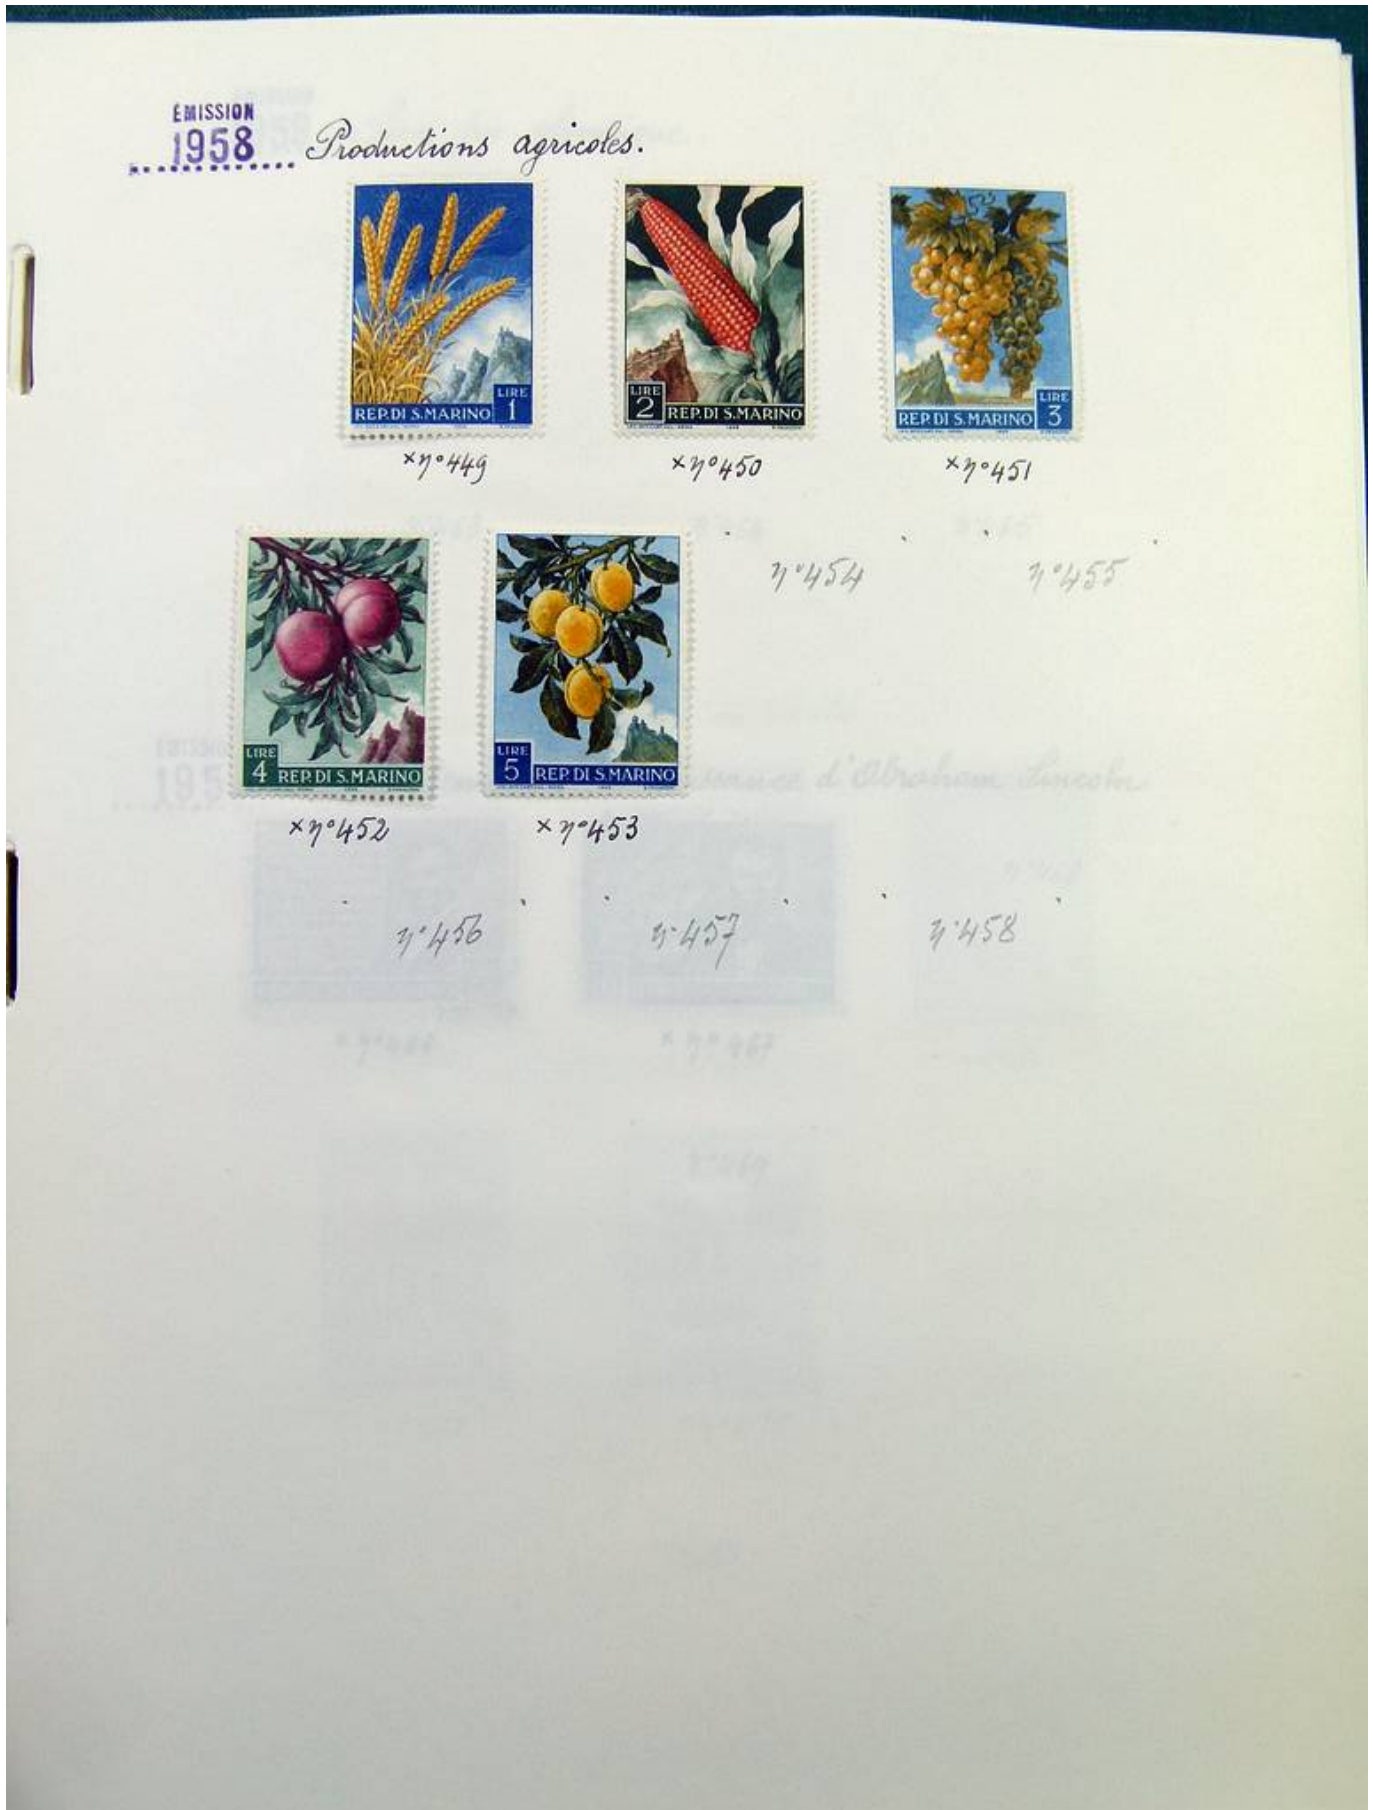 ÉMISSION
1958 Productions agricoles.
LIRE
REP. DI S. MARINO 1
LIRE
2 REP. DI S. MARINO
LIRE
REP. DI S. MARINO 3
×n°449
×n°450
×n°451
n°454
n°455
LIRE
4 REP. DI S. MARINO
LIRE
5 REP. DI S. MARINO
×n°452
×n°453
n°456
n°457
n°458
d'Abraham Lincoln